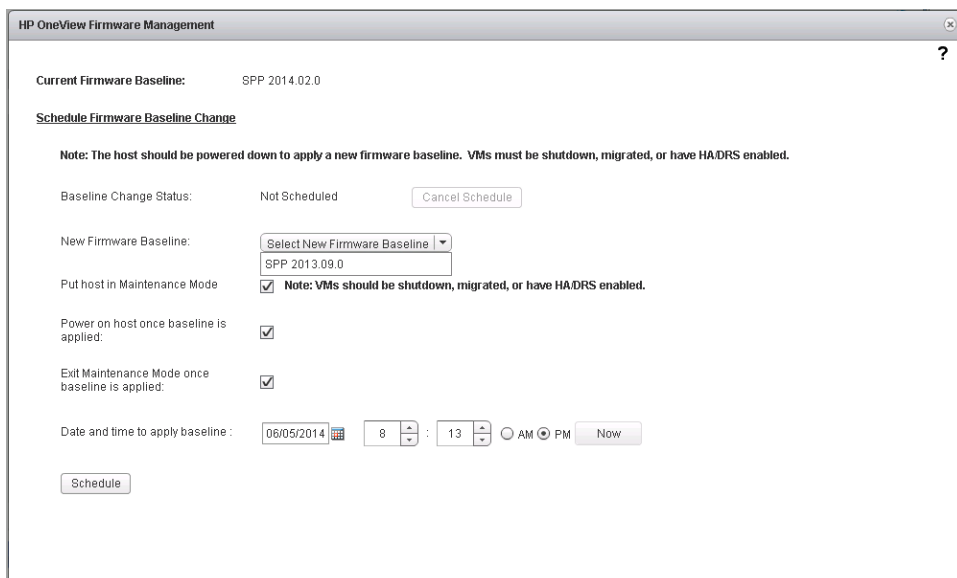 HP OneView Firmware Management
?
Current Firmware Baseline: SPP 2014.02.0
Schedule Firmware Baseline Change
Note: The host should be powered down to apply a new firmware baseline. VMs must be shutdown, migrated, or have HA/DRS enabled.
Baseline Change Status: Not Scheduled Cancel Schedule
New Firmware Baseline: Select New Firmware Baseline
SPP 2013.09.0
Put host in Maintenance Mode Note: VMs should be shutdown, migrated, or have HA/DRS enabled.
Power on host once baseline is
applied:
Exit Maintenance Mode once
baseline is applied:
Date and time to apply baseline : 06/05/2014 8 : 13 AM PM Now
Schedule